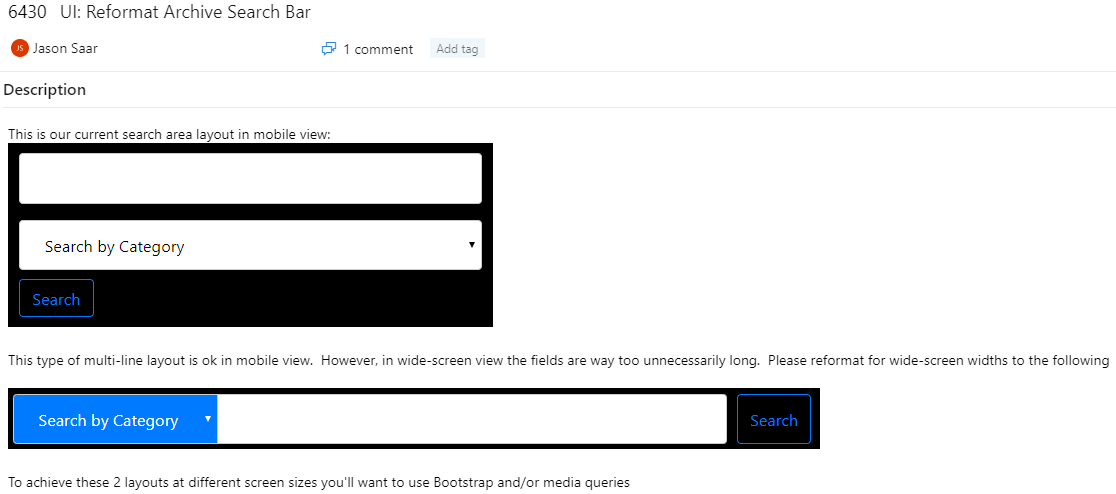 6430 UI: Reformat Archive Search Bar
JS Jason Saar 1 comment Add tag
Description
This is our current search area layout in mobile view:
Search by Category
Search
This type of multi-line layout is ok in mobile view. However, in wide-screen view the fields are way too unnecessarily long. Please reformat for wide-screen widths to the following
Search by Category Search
To achieve these 2 layouts at different screen sizes you'll want to use Bootstrap and/or media queries